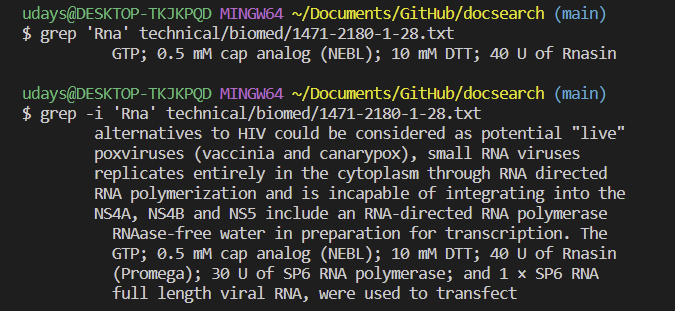 udays@DESKTOP-TKJKPQD MINGW64 ~/Documents/GitHub/docsearch (main)
$ grep 'Rna' technical/biomed/1471-2180-1-28.txt
GTP; 0.5 mM cap analog (NEBL); 10 mM DTT; 40 U of Rnasin
udays@DESKTOP-TKJKPQD MINGW64 ~/Documents/GitHub/docsearch (main)
$ grep -i 'Rna' technical/biomed/1471-2180-1-28.txt
alternatives to HIV could be considered as potential "live"
poxviruses (vaccinia and canarypox), small RNA viruses
replicates entirely in the cytoplasm through RNA directed
RNA polymerization and is incapable of integrating into the
NS4A, NS4B and NS5 include an RNA-directed RNA polymerase
RNAase-free water in preparation for transcription. The
GTP; 0.5 mM cap analog (NEBL); 10 mM DTT; 40 U of Rnasin
(Promega); 30 U of SP6 RNA polymerase; and 1 × SP6 RNA
full length viral RNA, were used to transfect